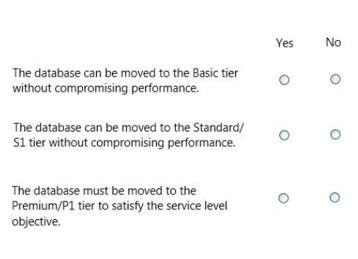 Yes No
The database can be moved to the Basic tier
without compromising performance.
The database can be moved to the Standard/
S1 tier without compromising performance.
The database must be moved to the
Premium/P1 tier to satisfy the service level
objective.